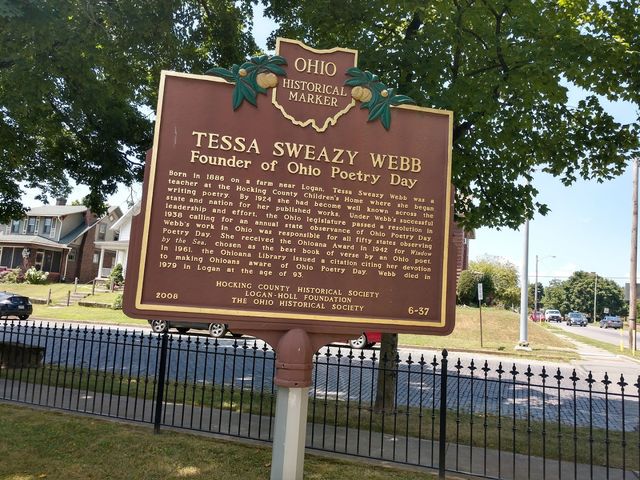 OHIO
HISTORICAL
MARKER
TESSA SWEAZY WEBB
Founder of Ohio Poetry Day
Born in 1886 on a farm near Logan, Tessa Sweazy Webb was a
teacher at the Hocking County Children's Home where she began
writing poetry. By 1924 she had become well known across the
state and nation for her published works. Under Webb's successful
leadership and effort, the Ohio legislature passed a resolution in
1938 calling for an annual state observance of Ohio Poetry Day.
Webb's work in Ohio was responsible for all fifty states observing
Poetry Day. She received the Ohioana Award in 1942 for Window
by the Sea, chosen as the best book of verse by an Ohio poet.
In 1961, the Ohioana Library issued a citation citing her devotion
to making Ohioans aware of Ohio Poetry Day. Webb died in
1979 in Logan at the age of 93.
HOCKING COUNTY HISTORICAL SOCIETY
LOGAN-HOLL FOUNDATION
THE OHIO HISTORICAL SOCIETY
2008
6-37